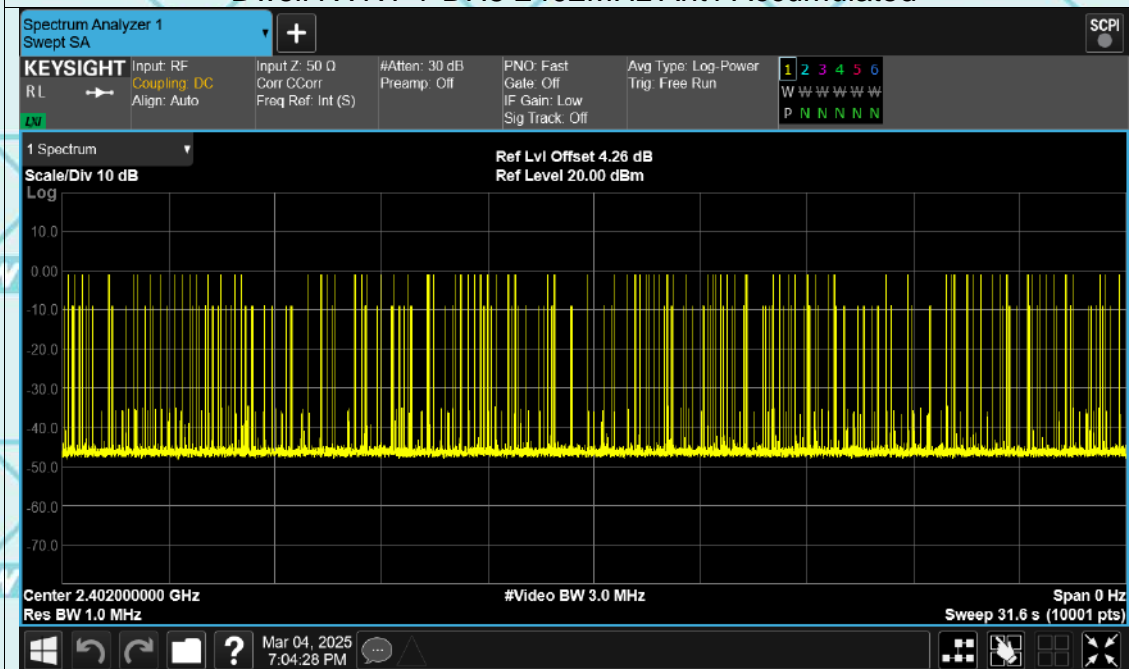 Spectrum Analyzer 1
Swept SA
+
SCPI
KEYSIGHT
RL
LXI
Input: RF
Coupling: DC
Align: Auto
Input Z: 50 Ω
Corr CCorr
Freq Ref: Int (S)
#Atten: 30 dB
Preamp: Off
PNO: Fast
Gate: Off
IF Gain: Low
Sig Track: Off
Avg Type: Log-Power
Trig: Free Run
1 2 3 4 5 6
W W W W W W
P N N N N N
1 Spectrum
Scale/Div 10 dB
Ref Lvl Offset 4.26 dB
Ref Level 20.00 dBm
Log
10.0
0.00
-10.0
-20.0
-30.0
-40.0
-50.0
-60.0
-70.0
Center 2.402000000 GHz
#Video BW 3.0 MHz
Span 0 Hz
Res BW 1.0 MHz
Sweep 31.6 s (10001 pts)
?
Mar 04, 2025
7:04:28 PM